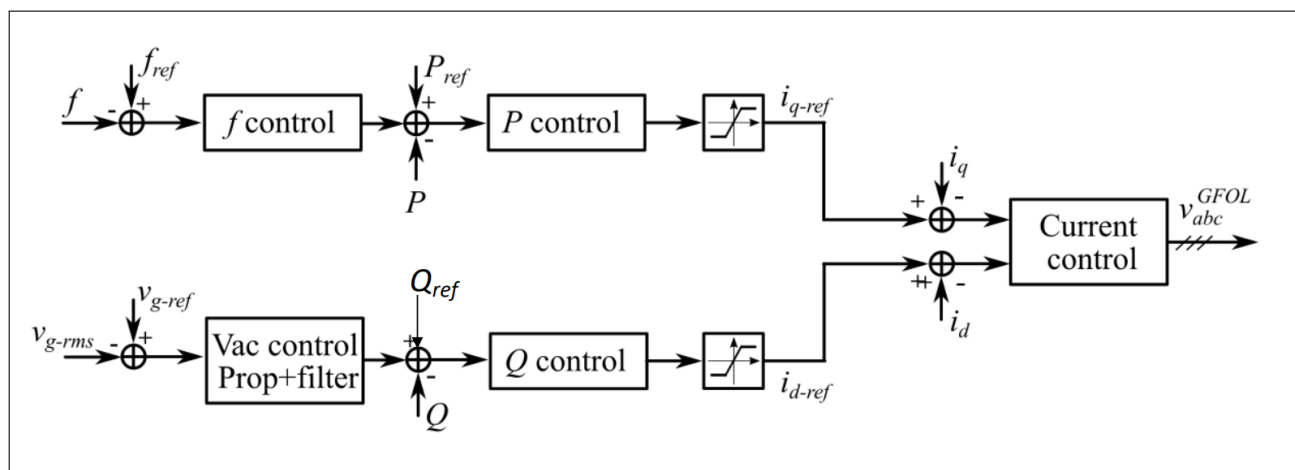 f_ref
P_ref
f
-
+
f control
+
-
P control
i_q-ref
P
i_q
+
-
Current
control
v_abc^GFOL
Q_ref
v_g-ref
v_g-rms
-
+
Vac control
Prop+filter
+
-
Q control
i_d-ref
Q
++
-
i_d